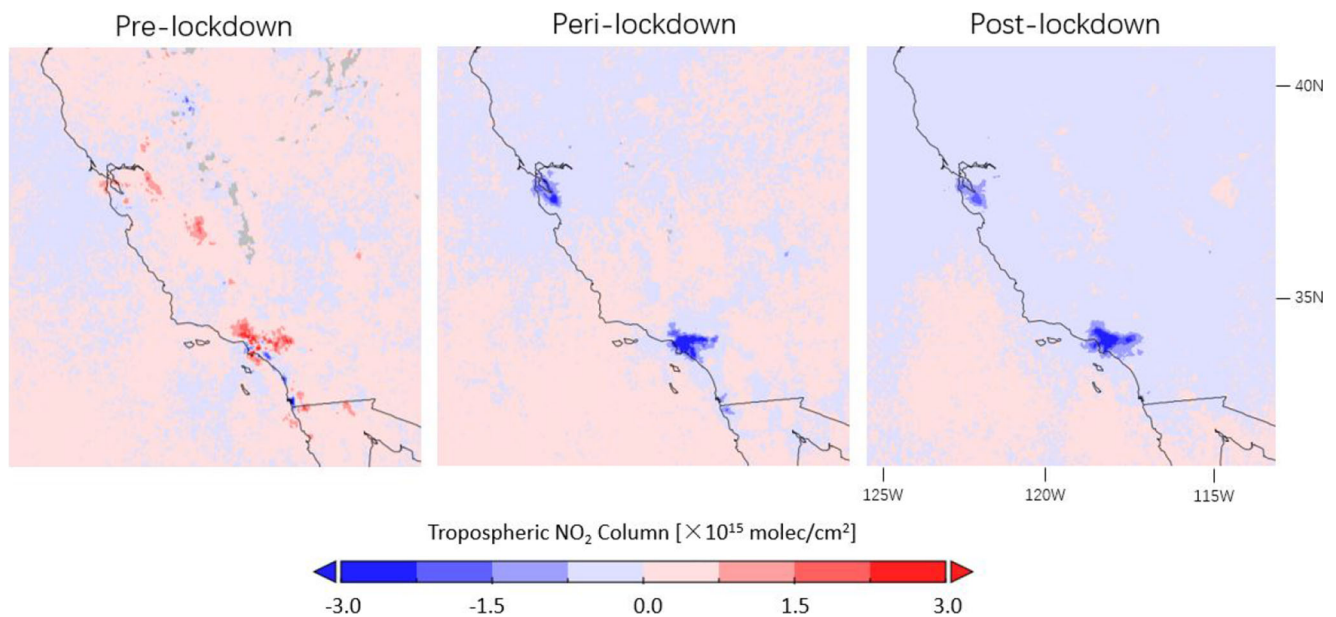 Pre-lockdown
Peri-lockdown
Post-lockdown
40N
35N
125W
120W
115W
Tropospheric NO₂ Column [×10¹⁵ molec/cm²]
-3.0 -1.5 0.0 1.5 3.0